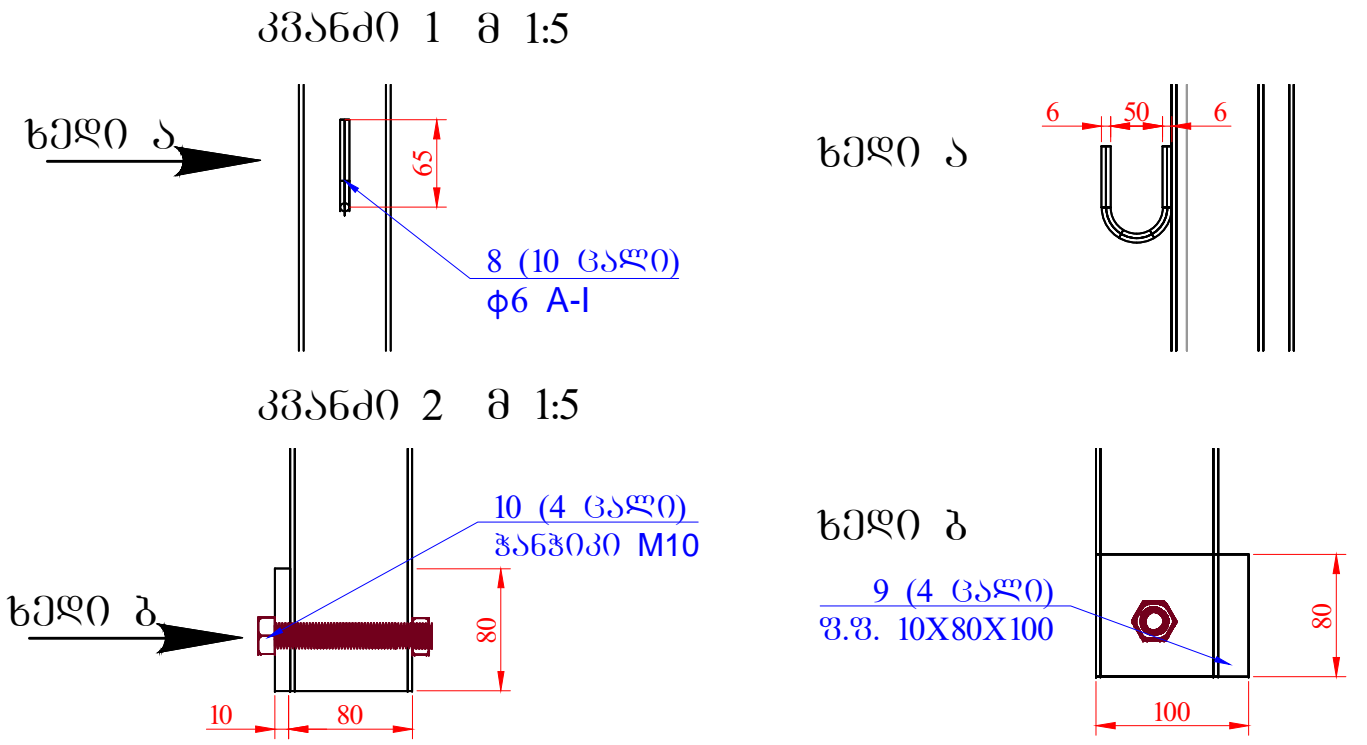 კვანძი 1 მ 1:5
ხედი ა
65
8 (10 ცალი)
ф6 A-I
ხედი ა
6 50 6
კვანძი 2 მ 1:5
ხედი ბ
10 (4 ცალი)
ჭანჭიკი M10
80
10 80
ხედი ბ
9 (4 ცალი)
ფ.ფ. 10X80X100
80
100